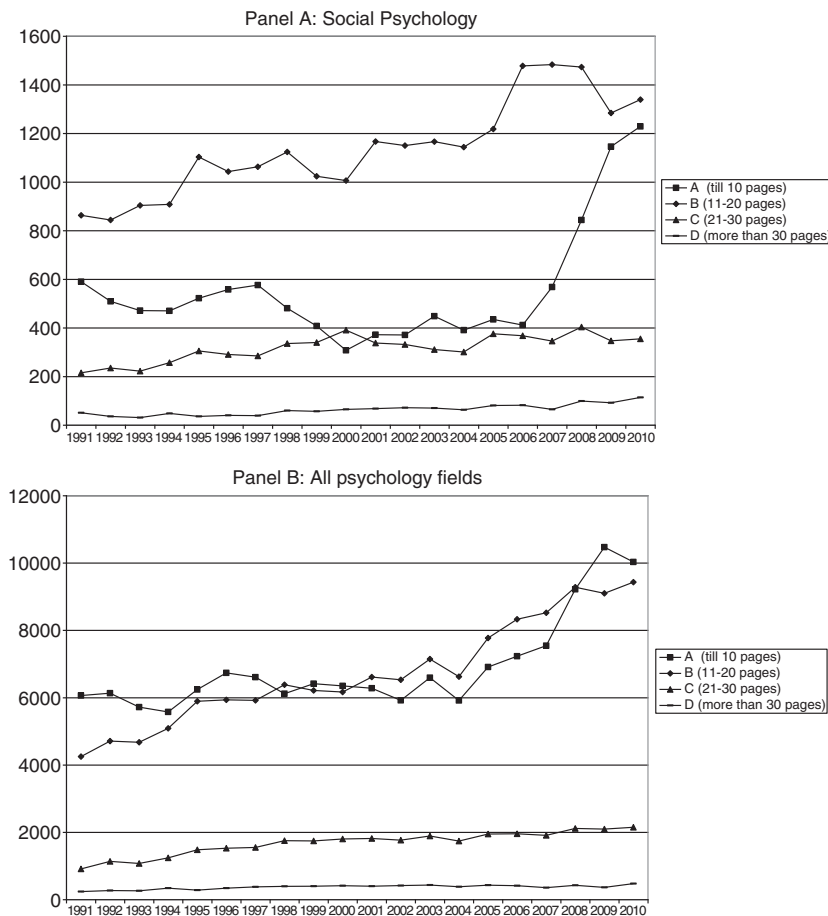 Panel A: Social Psychology
1600
1400
1200
1000
800
600
400
200
0
1991 1992 1993 1994 1995 1996 1997 1998 1999 2000 2001 2002 2003 2004 2005 2006 2007 2008 2009 2010
A (till 10 pages)
B (11-20 pages)
C (21-30 pages)
D (more than 30 pages)
Panel B: All psychology fields
12000
10000
8000
6000
4000
2000
0
1991 1992 1993 1994 1995 1996 1997 1998 1999 2000 2001 2002 2003 2004 2005 2006 2007 2008 2009 2010
A (till 10 pages)
B (11-20 pages)
C (21-30 pages)
D (more than 30 pages)